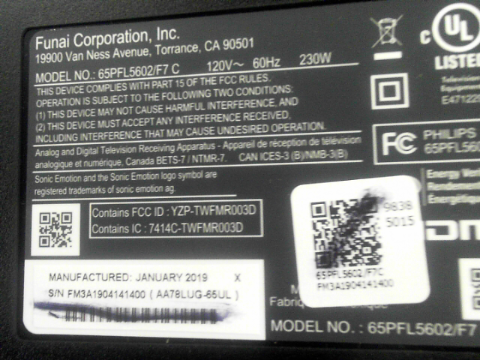 Funai Corporation, Inc.
19900 Van Ness Avenue, Torrance, CA 90501
MODEL NO.: 65PFL5602/F7 C 120V~ 60Hz 230W
THIS DEVICE COMPLIES WITH PART 15 OF THE FCC RULES.
OPERATION IS SUBJECT TO THE FOLLOWING TWO CONDITIONS:
(1) THIS DEVICE MAY NOT CAUSE HARMFUL INTERFERENCE, AND
(2) THIS DEVICE MUST ACCEPT ANY INTERFERENCE RECEIVED,
INCLUDING INTERFERENCE THAT MAY CAUSE UNDESIRED OPERATION.
Analog and Digital Television Receiving Apparatus - Appareil de réception de télévision
analogique et numérique, Canada BETS-7 / NTMR-7. CAN ICES-3 (B)/NMB-3(B)
Sonic Emotion and the Sonic Emotion logo symbol are
registered trademarks of sonic emotion ag.
Contains FCC ID : YZP-TWFMR003D
Contains IC : 7414C-TWFMR003D
MANUFACTURED: JANUARY 2019 X
S/N FM3A1904141400 ( AA78LUG-65UL )
c UL
LISTED
Television
Equipment
E47122
FC PHILIPS
65PFL560
Energy Veri
Energétique
9838
5015
65PFL5602/F7C
FM3A1904141400
MODEL NO.: 65PFL5602/F7